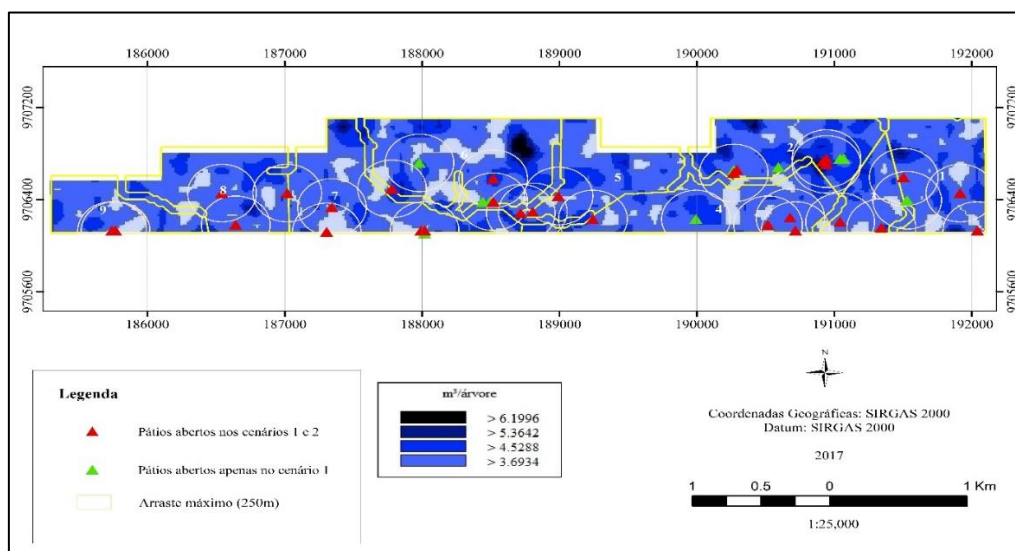 186000 187000 188000 189000 190000 191000 192000
9707200 9707200
9706400 9706400
9705600 9705600
9
8
7
6
5
4
2
1
186000 187000 188000 189000 190000 191000 192000
Legenda
Pátios abertos nos cenários 1 e 2
Pátios abertos apenas no cenário 1
Arraste máximo (250m)
m³/árvore
> 6.1996
> 5.3642
> 4.5288
> 3.6934
N
Coordenadas Geográficas: SIRGAS 2000
Datum: SIRGAS 2000
2017
1 0.5 0 1 Km
1:25,000